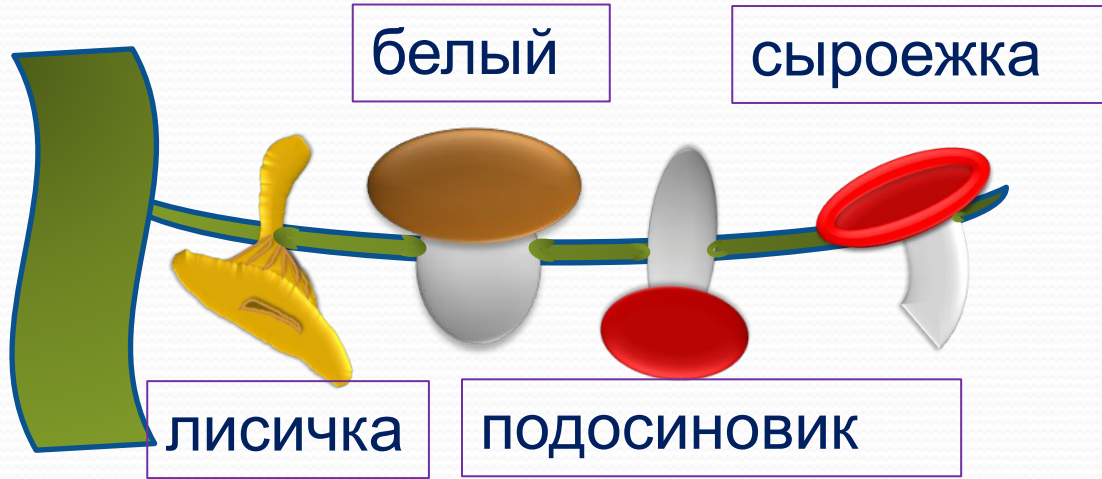 белый
сыроежка
лисичка
подосиновик